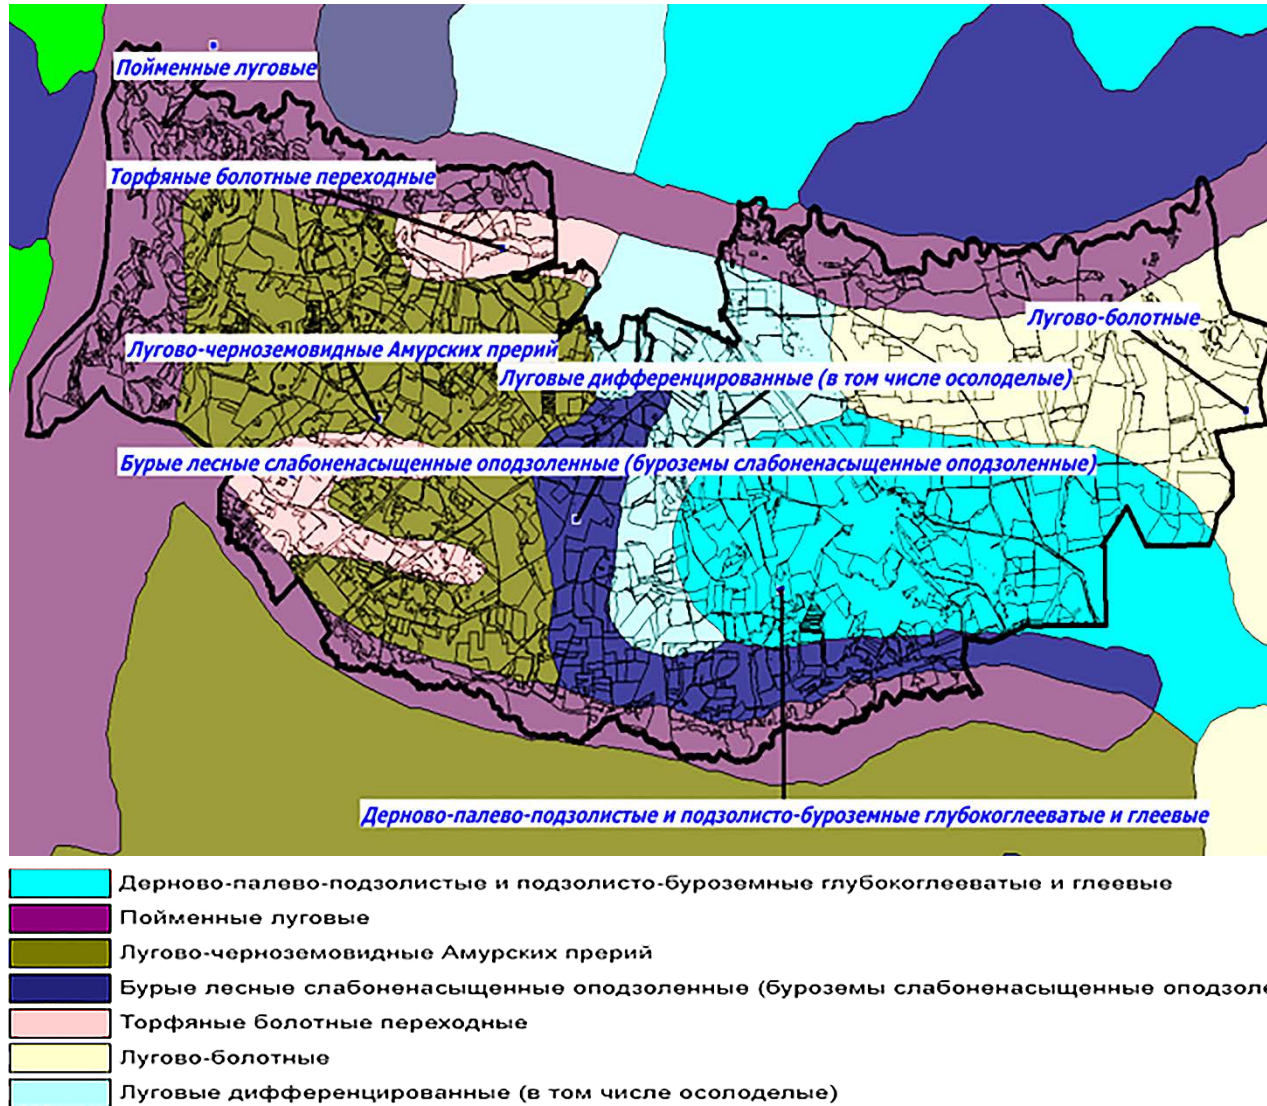 Пойменные луговые
Торфяные болотные переходные
Лугово-болотные
Лугово-черноземовидные Амурских прерий
Луговые дифференцированные (в том числе осолоделые)
Бурые лесные слабоненасыщенные оподзоленные (буроземы слабоненасыщенные оподзоленные)
Дерново-палево-подзолистые и подзолисто-буроземные глубокоглееватые и глеевые
Дерново-палево-подзолистые и подзолисто-буроземные глубокоглееватые и глеевые
Пойменные луговые
Лугово-черноземовидные Амурских прерий
Бурые лесные слабоненасыщенные оподзоленные (буроземы слабоненасыщенные оподзоле
Торфяные болотные переходные
Лугово-болотные
Луговые дифференцированные (в том числе осолоделые)